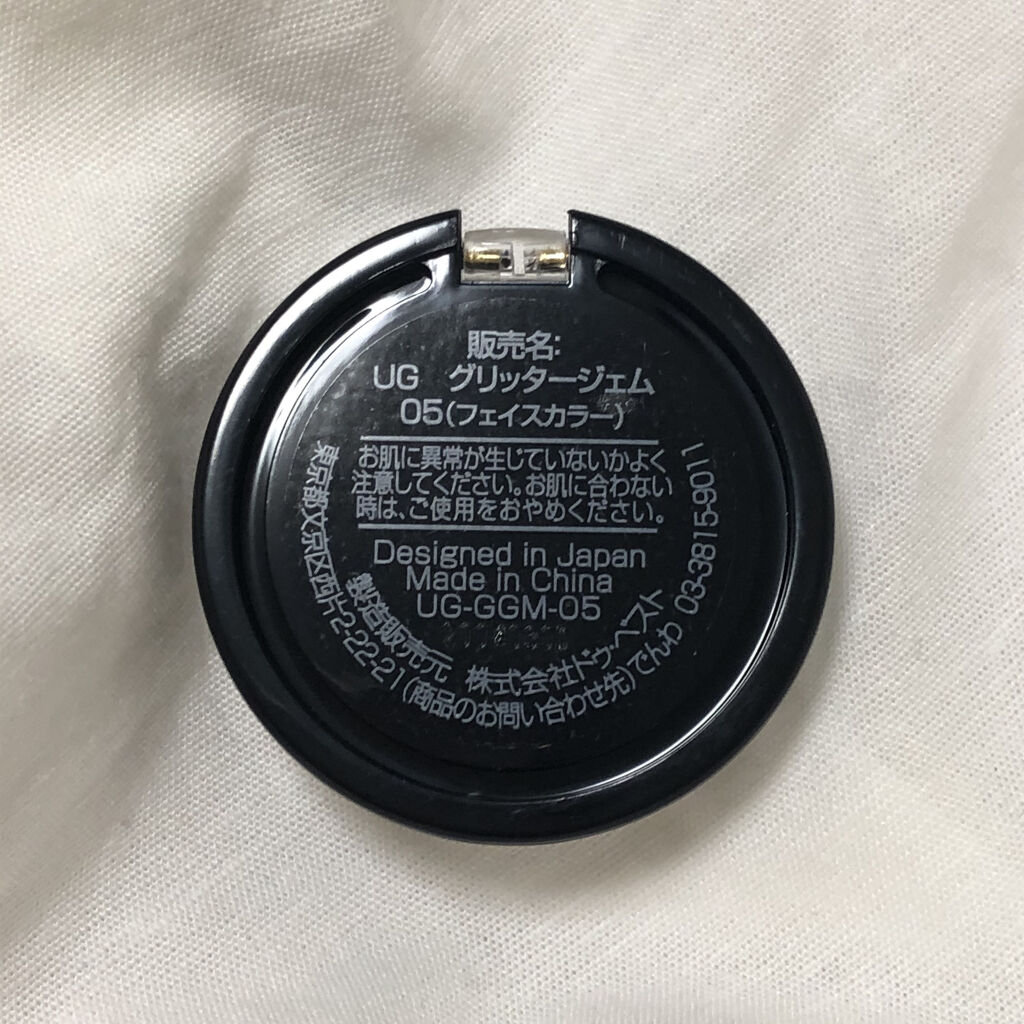 販売名:
UG グリッタージェム
05(フェイスカラー)
お肌に異常が生じていないかよく
注意してください。お肌に合わない
時は、ご使用をおやめください。
Designed in Japan
Made in China
UG-GGM-05
製造販売元 株式会社ドゥ・ベスト
東京都文京区西片2-22-21(商品のお問い合わせ先)でんわ 03-3815-9011